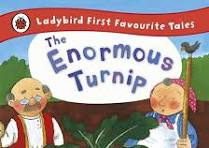 Ladybird First Favourite Tales
The
Enormous
Turnip